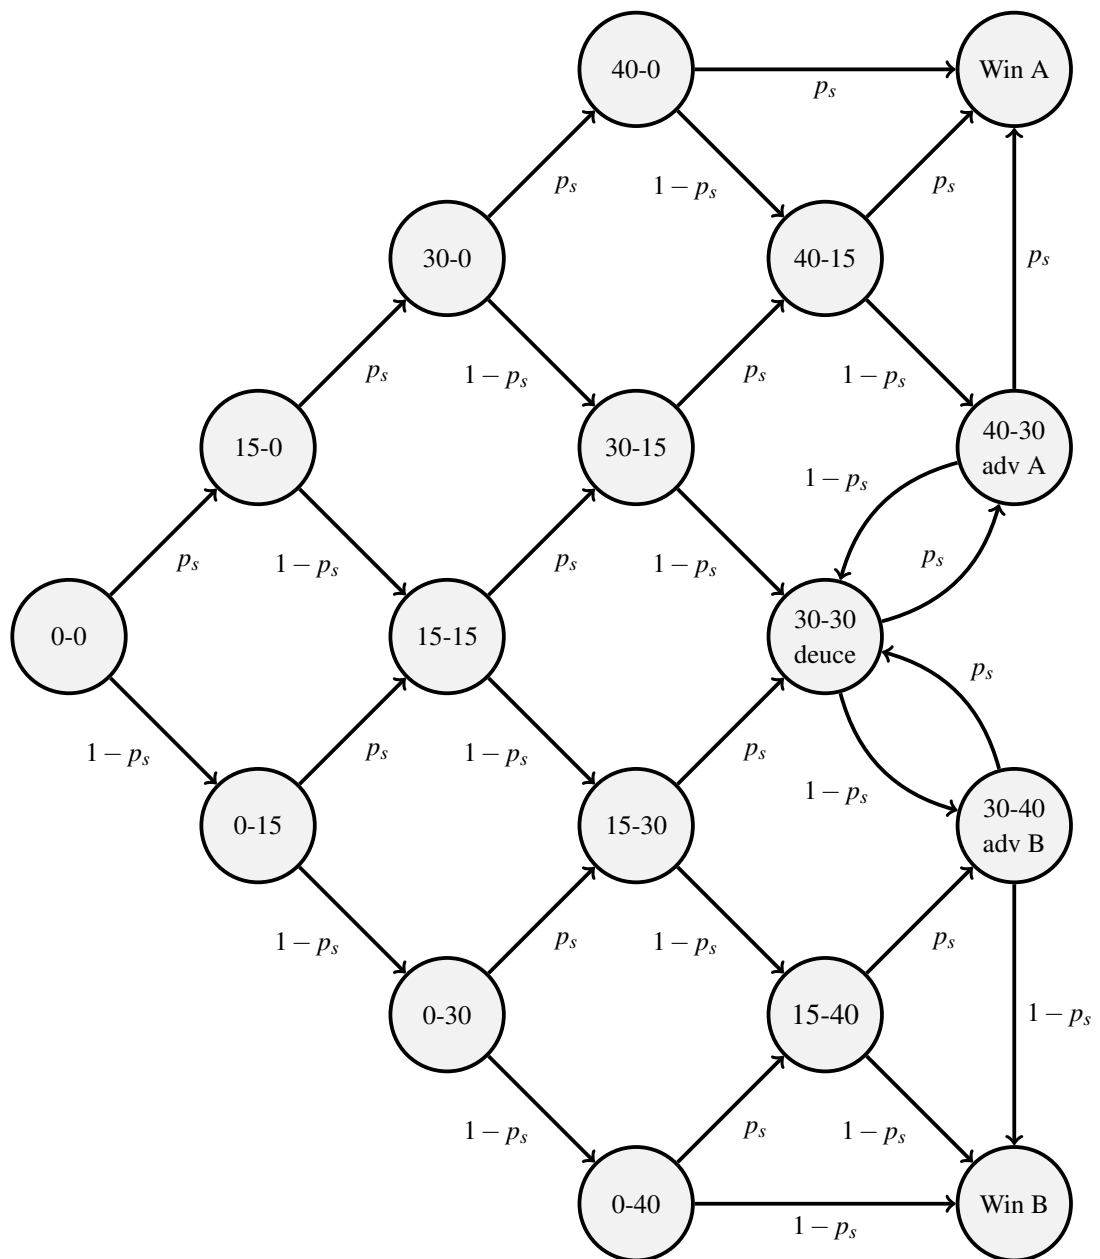 40-0
Win A
p_s
p_s
1 − p_s
p_s
30-0
40-15
p_s
p_s
1 − p_s
p_s
1 − p_s
15-0
30-15
40-30
adv A
1 − p_s
p_s
1 − p_s
p_s
1 − p_s
p_s
0-0
15-15
30-30
deuce
p_s
1 − p_s
p_s
1 − p_s
p_s
1 − p_s
0-15
15-30
30-40
adv B
1 − p_s
p_s
1 − p_s
p_s
0-30
15-40
1 − p_s
1 − p_s
p_s
1 − p_s
0-40
Win B
1 − p_s